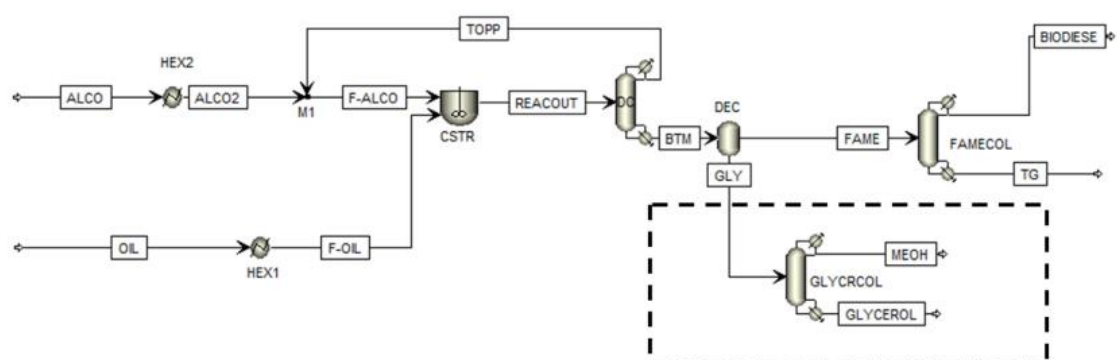 TOPP
BIODIESE
HEX2
ALCO
ALCO2
M1
F-ALCO
CSTR
REACOUT
DC
BTM
DEC
FAME
FAMECOL
TG
GLY
OIL
HEX1
F-OIL
MEOH
GLYCRCOL
GLYCEROL